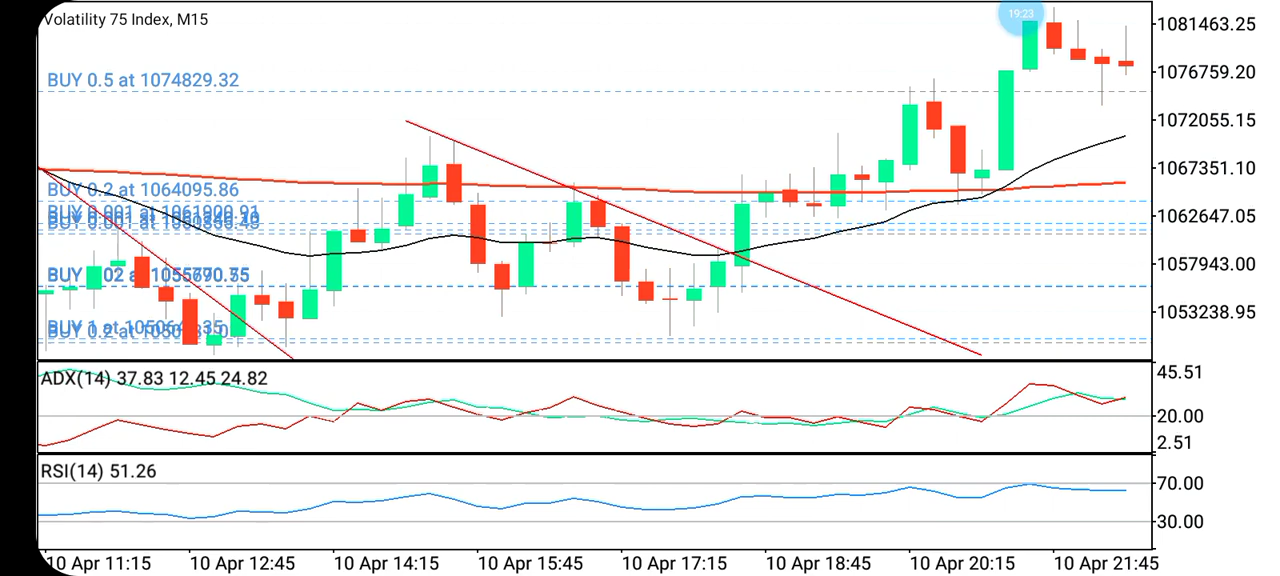 Volatility 75 Index, M15
19:23
1081463.25
BUY 0.5 at 1074829.32
1076759.20
1072055.15
1067351.10
BUY 0.2 at 1064095.86
1062647.05
1057943.00
1053238.95
ADX(14) 37.83 12.45 24.82
45.51
20.00
2.51
RSI(14) 51.26
70.00
30.00
10 Apr 11:15 10 Apr 12:45 10 Apr 14:15 10 Apr 15:45 10 Apr 17:15 10 Apr 18:45 10 Apr 20:15 10 Apr 21:45